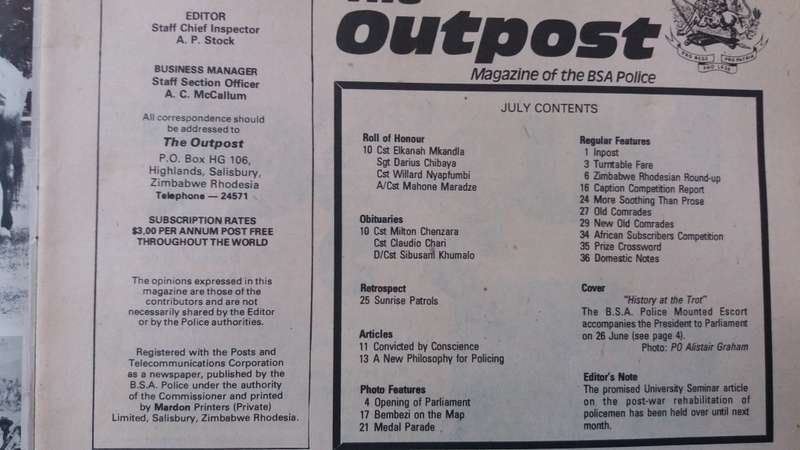 EDITOR
Staff Chief Inspector
A. P. Stock
BUSINESS MANAGER
Staff Section Officer
A. C. McCallum
All correspondence should
be addressed to
The Outpost
P.O. Box HG 106,
Highlands, Salisbury,
Zimbabwe Rhodesia
Telephone — 24571
SUBSCRIPTION RATES
$3,00 PER ANNUM POST FREE
THROUGHOUT THE WORLD
The opinions expressed in this
magazine are those of the
contributors and are not
necessarily shared by the Editor
or by the Police authorities.
Registered with the Posts and
Telecommunications Corporation
as a newspaper, published by the
B.S.A. Police under the authority
of the Commissioner and printed
by Mardon Printers (Private)
Limited, Salisbury, Zimbabwe Rhodesia.
The
Outpost
Magazine of the BSA Police
PRO REGE
PRO PATRIA
PRO LEGE
JULY CONTENTS
Roll of Honour
10 Cst Elkanah Mkandla
Sgt Darius Chibaya
Cst Willard Nyapfumbi
A/Cst Mahone Maradze
Obituaries
10 Cst Milton Chenzara
Cst Claudio Chari
D/Cst Sibusani Khumalo
Retrospect
25 Sunrise Patrols
Articles
11 Convicted by Conscience
13 A New Philosophy for Policing
Photo Features
4 Opening of Parliament
17 Bembezi on the Map
21 Medal Parade
Regular Features
1 Inpost
3 Turntable Fare
6 Zimbabwe Rhodesian Round-up
16 Caption Competition Report
24 More Soothing Than Prose
27 Old Comrades
29 New Old Comrades
34 African Subscribers Competition
35 Prize Crossword
36 Domestic Notes
Cover
"History at the Trot"
The B.S.A. Police Mounted Escort
accompanies the President to Parliament
on 26 June (see page 4).
Photo: PO Alistair Graham
Editor's Note
The promised University Seminar article
on the post-war rehabilitation of
policemen has been held over until next
month.